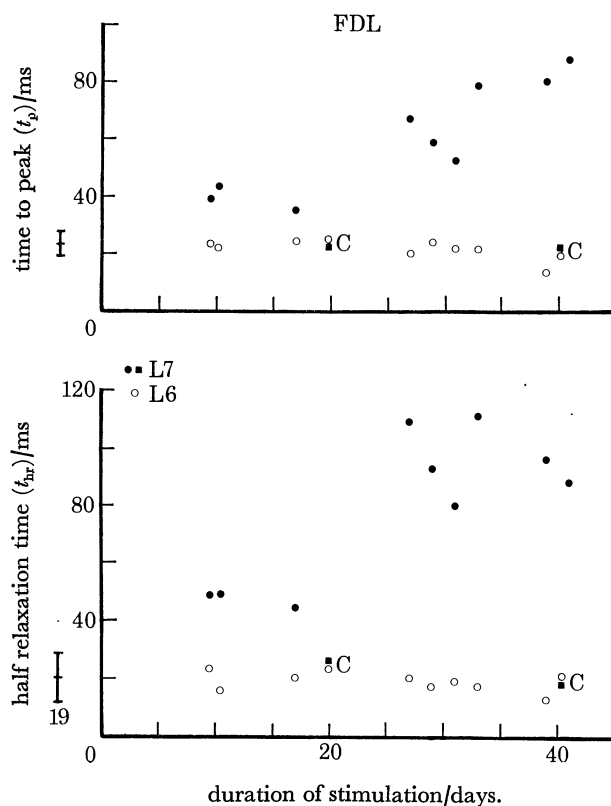 FDL
time to peak (tρ)/ms
80
40
C
C
0
L7
L6
half relaxation time (thr)/ms
120
80
40
C
C
19
0
20
40
duration of stimulation/days.